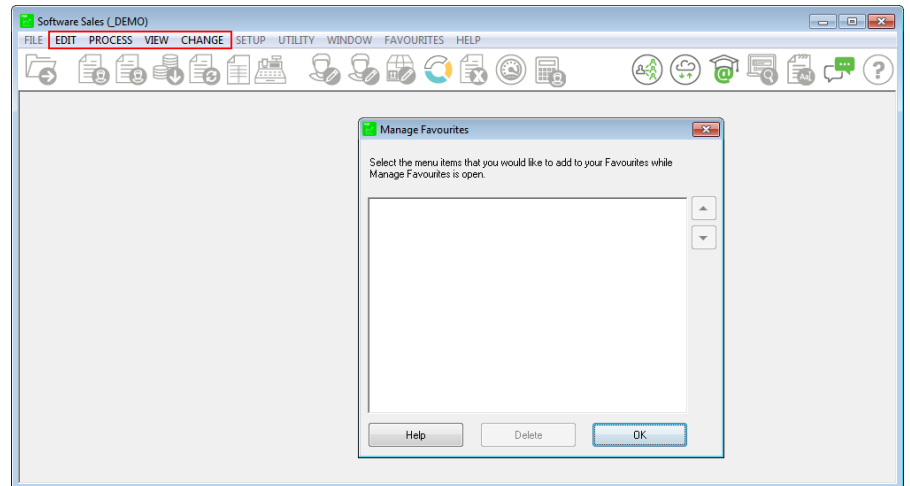 Software Sales (_DEMO)
FILE EDIT PROCESS VIEW CHANGE SETUP UTILITY WINDOW FAVOURITES HELP
@
Aa
?
Manage Favourites
Select the menu items that you would like to add to your Favourites while
Manage Favourites is open.
Help Delete OK